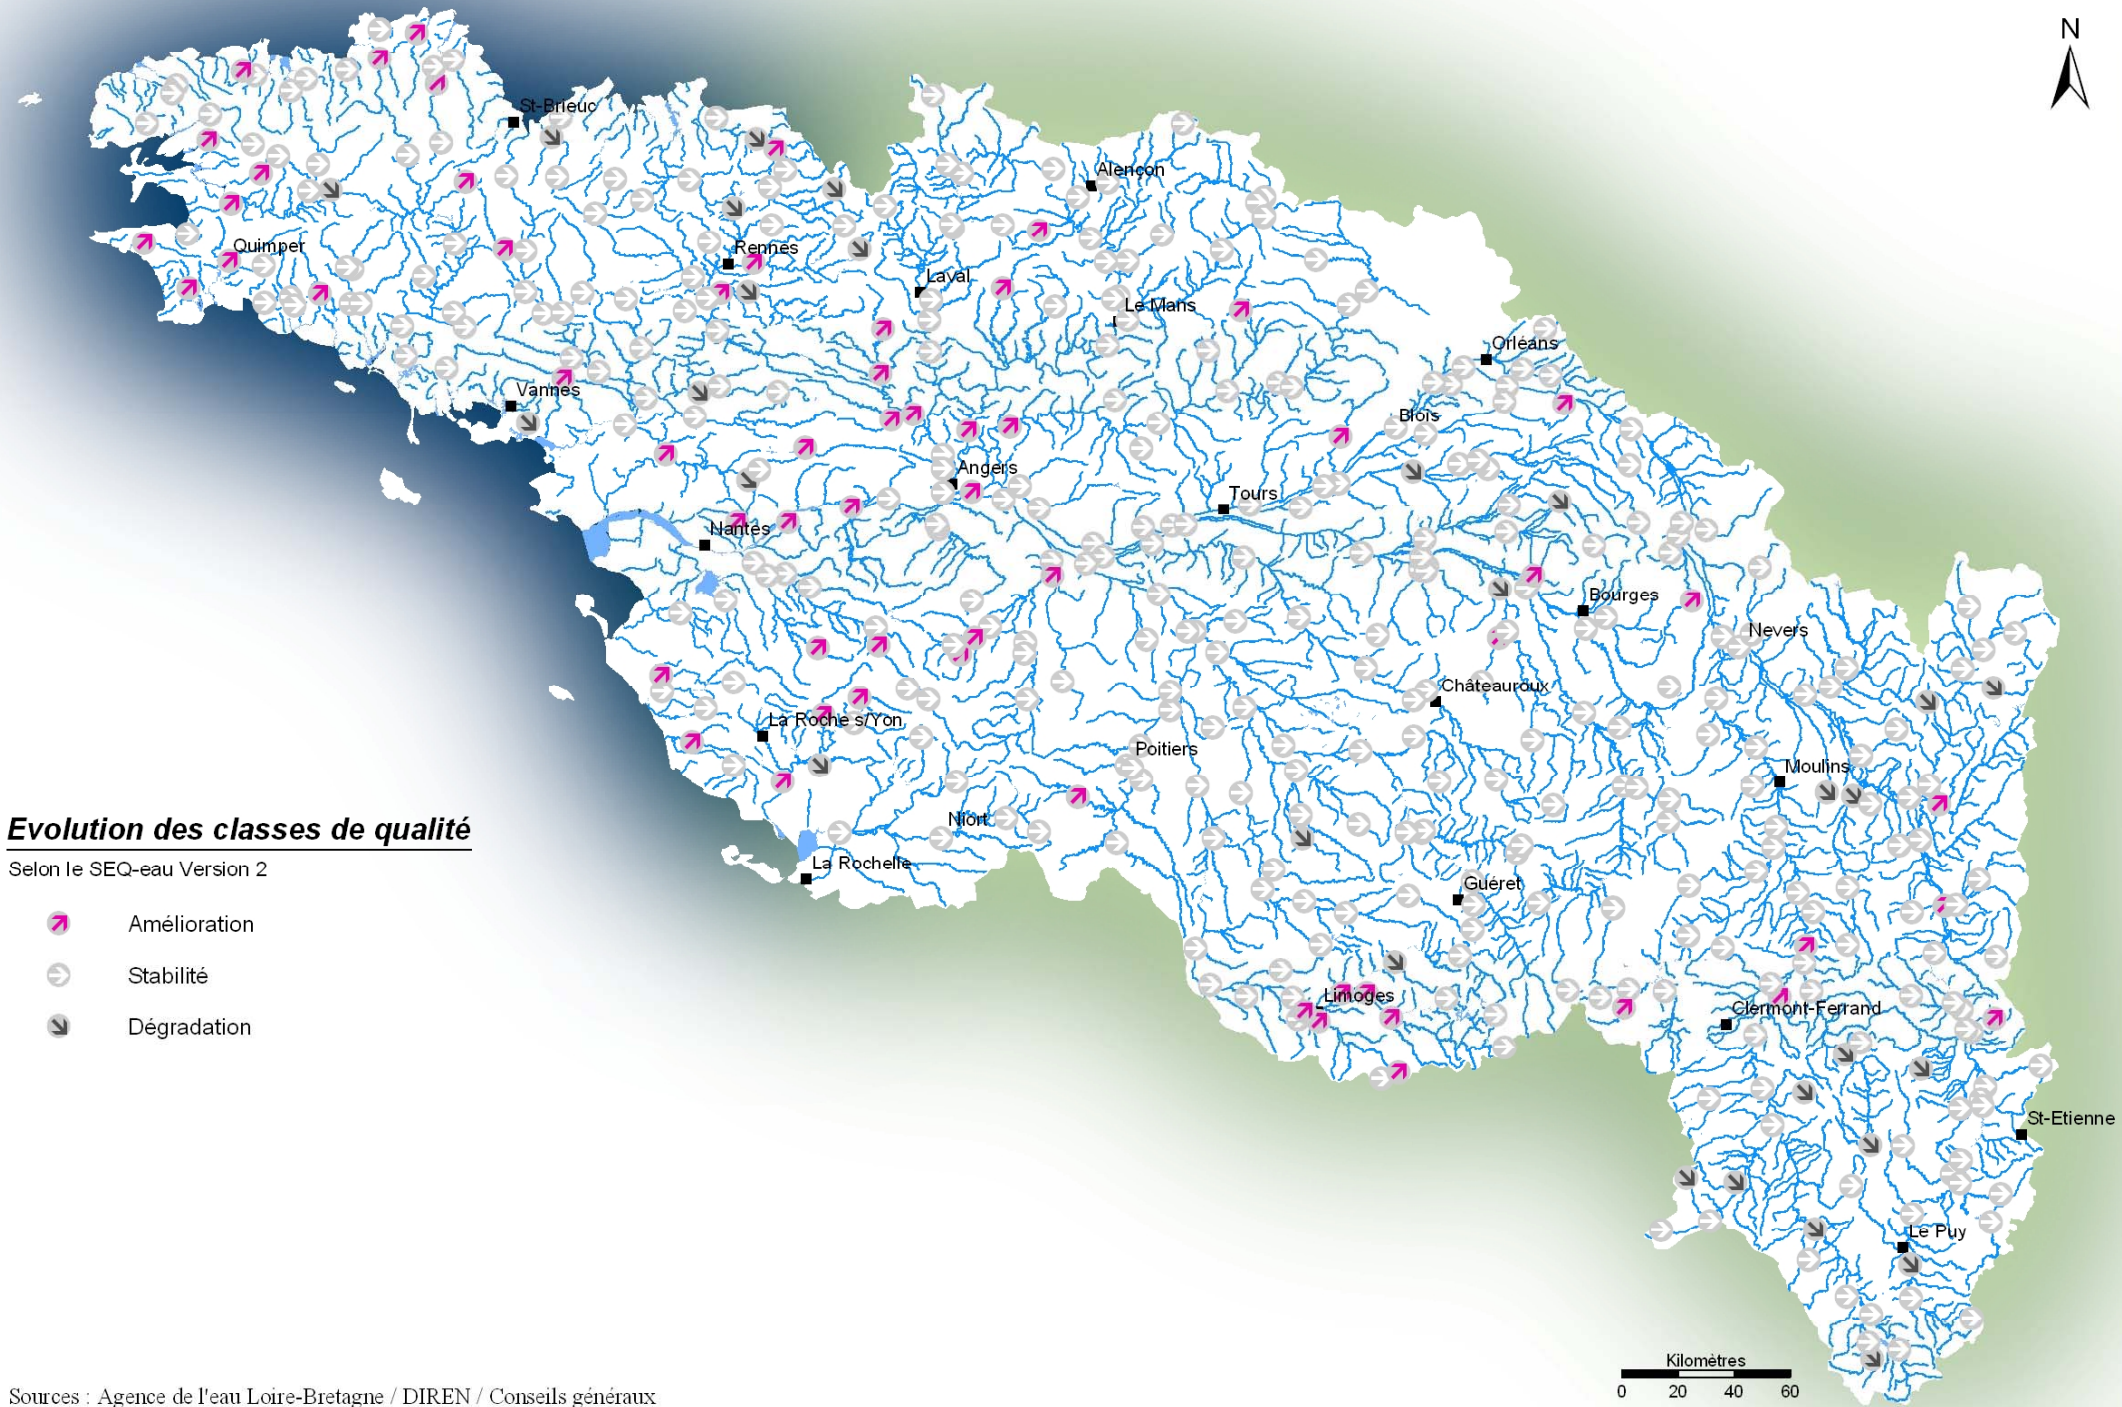 N
St-Brieuc
Alençon
Quimper
Rennes
Laval
Le Mans
Orléans
Vannes
Blois
Angers
Tours
Nantes
Bourges
Nevers
Châteauroux
La Roche s/Yon
Poitiers
Moulins
Niort
La Rochelle
Guéret
Limoges
Clermont-Ferrand
St-Etienne
Le Puy
Evolution des classes de qualité
Selon le SEQ-eau Version 2
Amélioration
Stabilité
Dégradation
Kilomètres
0 20 40 60
Sources : Agence de l'eau Loire-Bretagne / DIREN / Conseils généraux